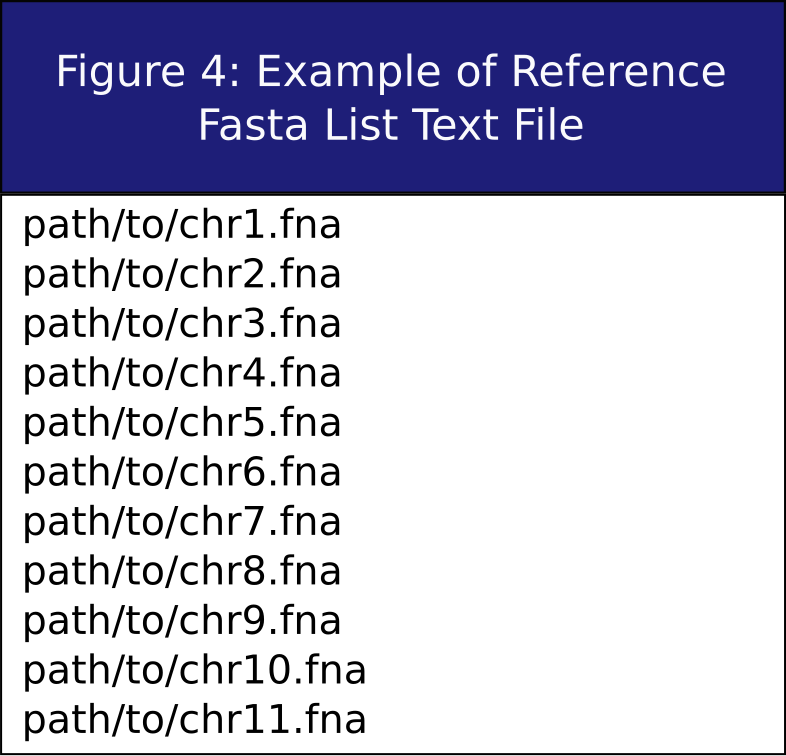 Figure 4: Example of Reference
Fasta List Text File
path/to/chr1.fna
path/to/chr2.fna
path/to/chr3.fna
path/to/chr4.fna
path/to/chr5.fna
path/to/chr6.fna
path/to/chr7.fna
path/to/chr8.fna
path/to/chr9.fna
path/to/chr10.fna
path/to/chr11.fna